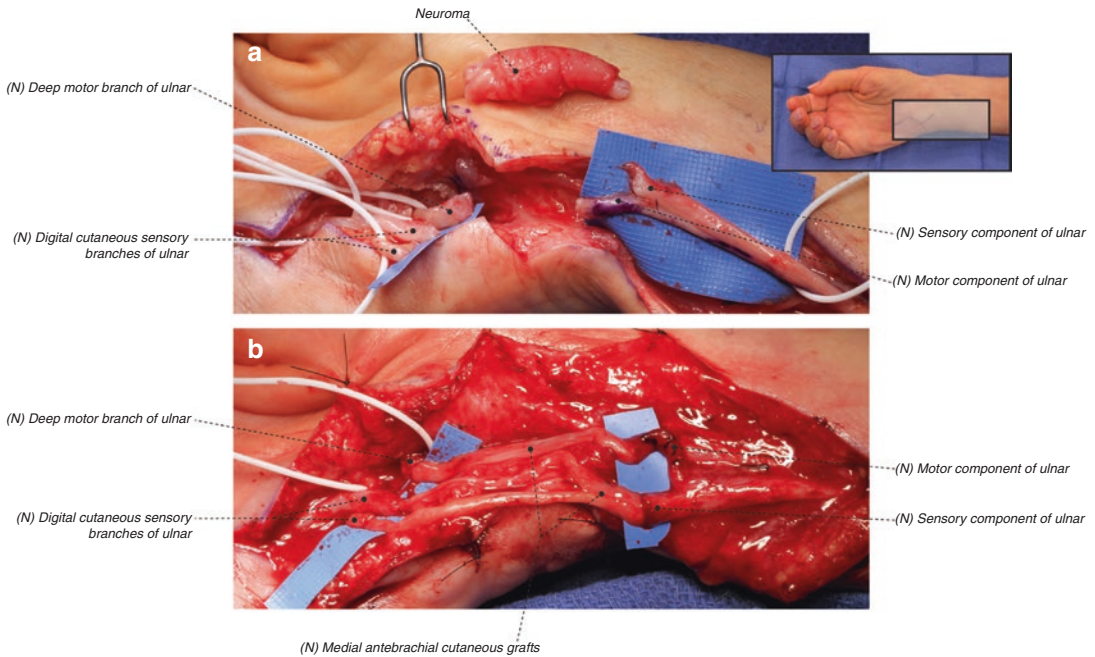 Neuroma
a
(N) Deep motor branch of ulnar
(N) Digital cutaneous sensory
branches of ulnar
(N) Sensory component of ulnar
(N) Motor component of ulnar
b
(N) Deep motor branch of ulnar
(N) Motor component of ulnar
(N) Digital cutaneous sensory
branches of ulnar
(N) Sensory component of ulnar
(N) Medial antebrachial cutaneous grafts